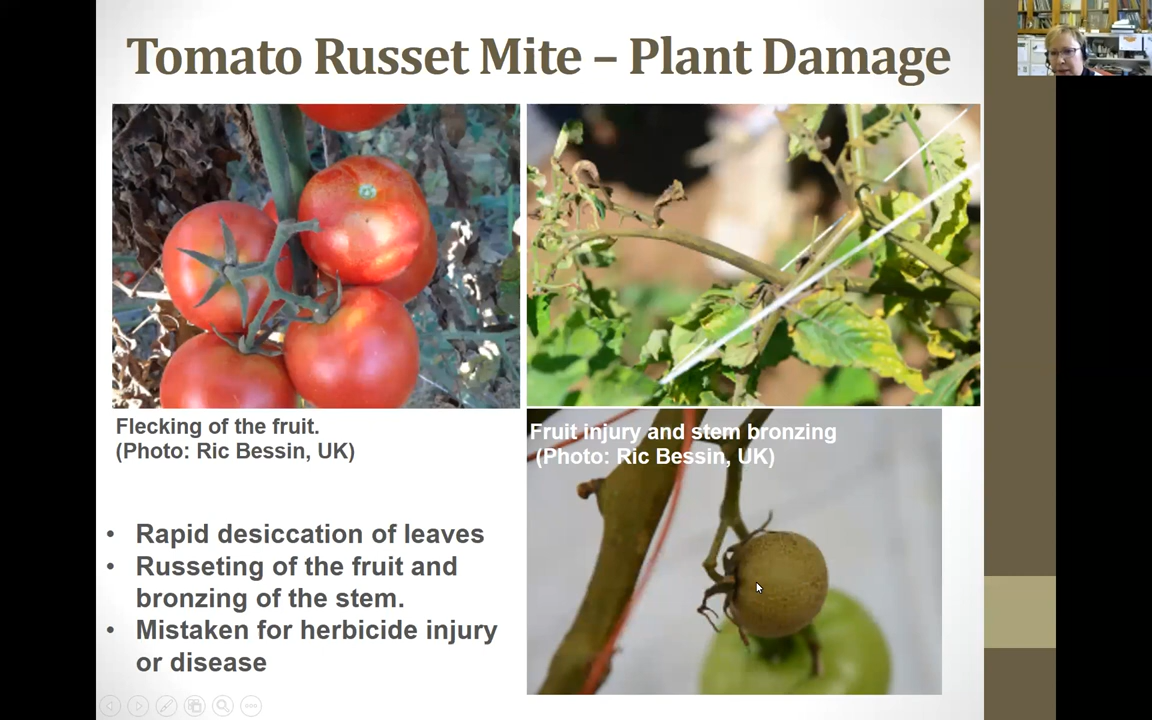 Tomato Russet Mite – Plant Damage
Flecking of the fruit.
(Photo: Ric Bessin, UK)
Fruit injury and stem bronzing
(Photo: Ric Bessin, UK)
• Rapid desiccation of leaves
• Russeting of the fruit and
bronzing of the stem.
• Mistaken for herbicide injury
or disease